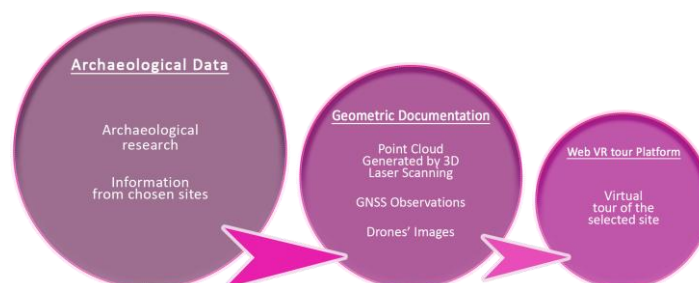 Archaeological Data
Archaeological
research
Information
from chosen sites
Geometric Documentation
Point Cloud
Generated by 3D
Laser Scanning
GNSS Observations
Drones' Images
Web VR tour Platform
Virtual
tour of the
selected site